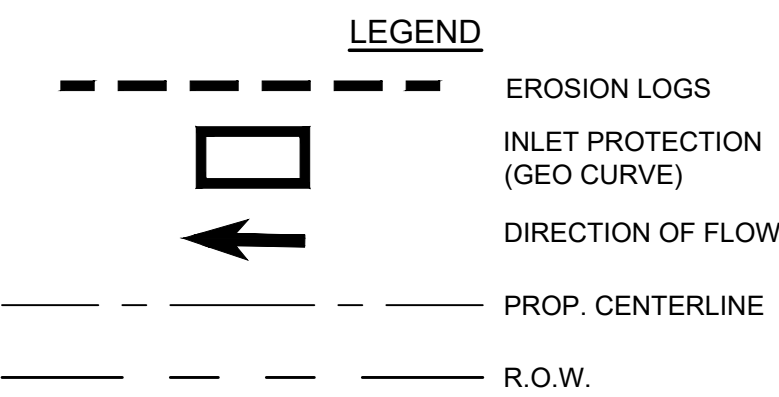 LEGEND
EROSION LOGS
INLET PROTECTION
(GEO CURVE)
DIRECTION OF FLOW
PROP. CENTERLINE
R.O.W.